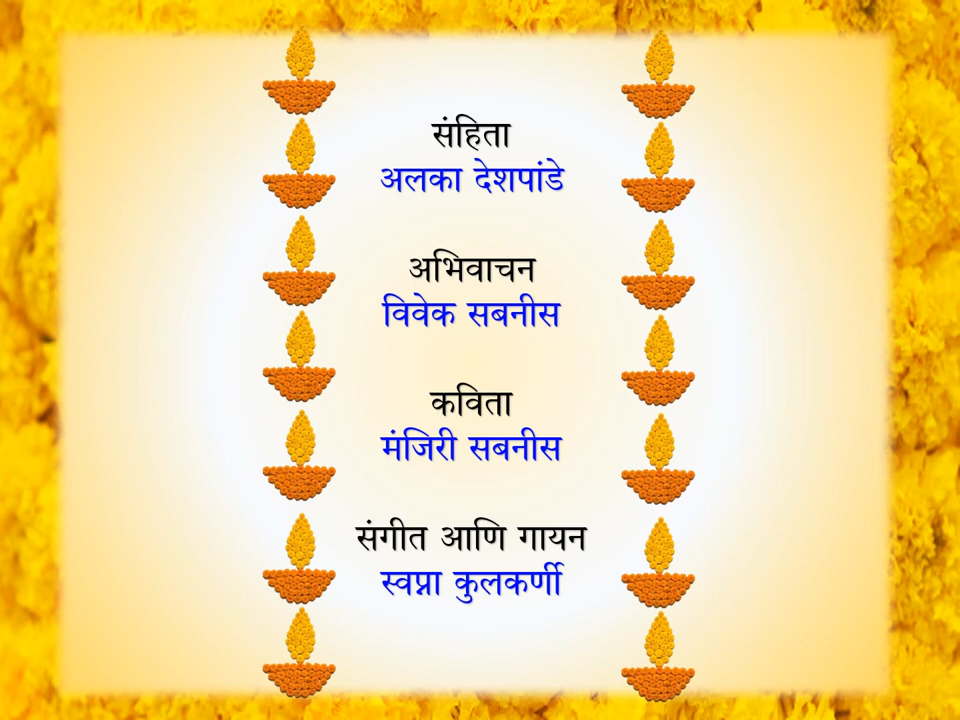 संहिता
अलका देशपांडे
अभिवाचन
विवेक सबनीस
कविता
मंजिरी सबनीस
संगीत आणि गायन
स्वप्ना कुलकर्णी